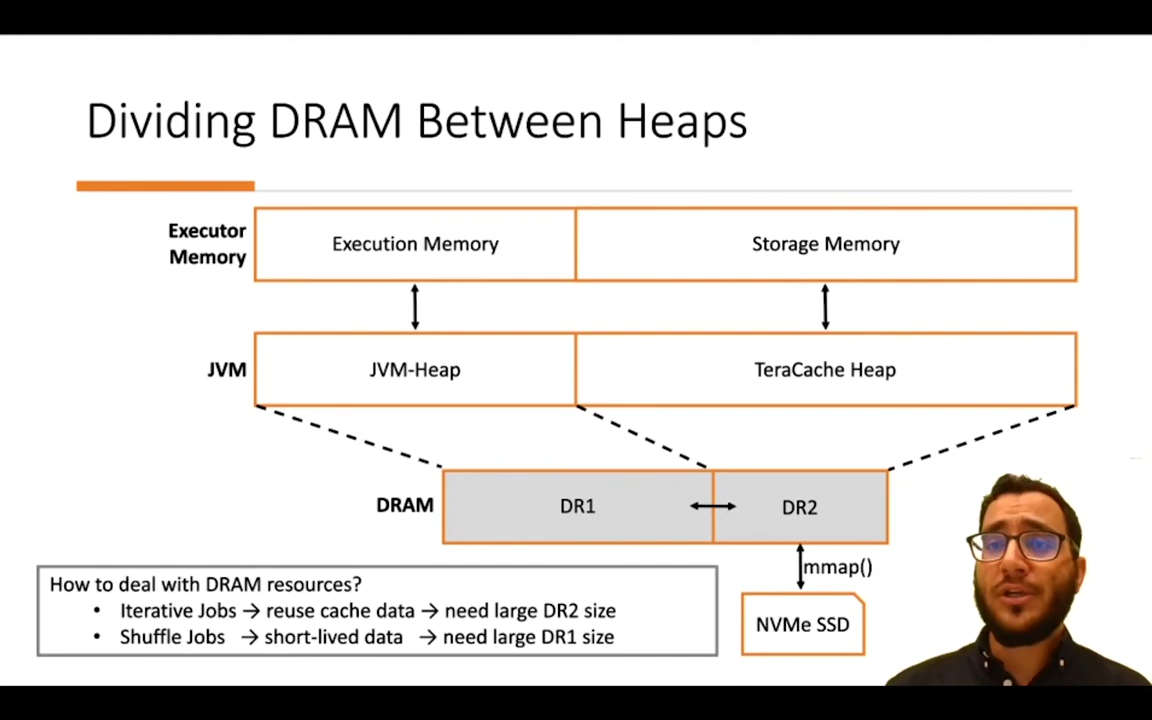 Dividing DRAM Between Heaps
Executor
Memory
Execution Memory
Storage Memory
JVM
JVM-Heap
TeraCache Heap
DRAM
DR1
DR2
mmap()
NVMe SSD
How to deal with DRAM resources?
• Iterative Jobs → reuse cache data → need large DR2 size
• Shuffle Jobs → short-lived data → need large DR1 size